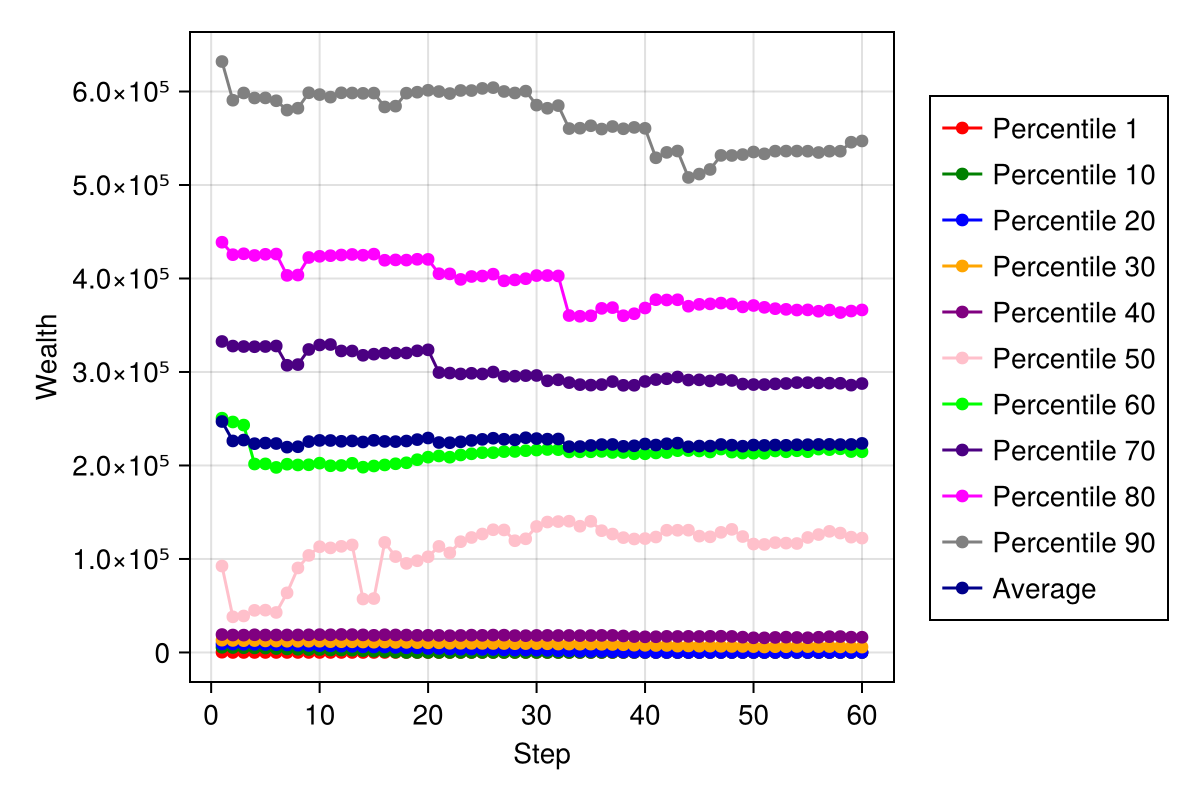 6.0×10⁵
5.0×10⁵
4.0×10⁵
3.0×10⁵
2.0×10⁵
1.0×10⁵
0
Wealth
0 10 20 30 40 50 60
Step
Percentile 1
Percentile 10
Percentile 20
Percentile 30
Percentile 40
Percentile 50
Percentile 60
Percentile 70
Percentile 80
Percentile 90
Average